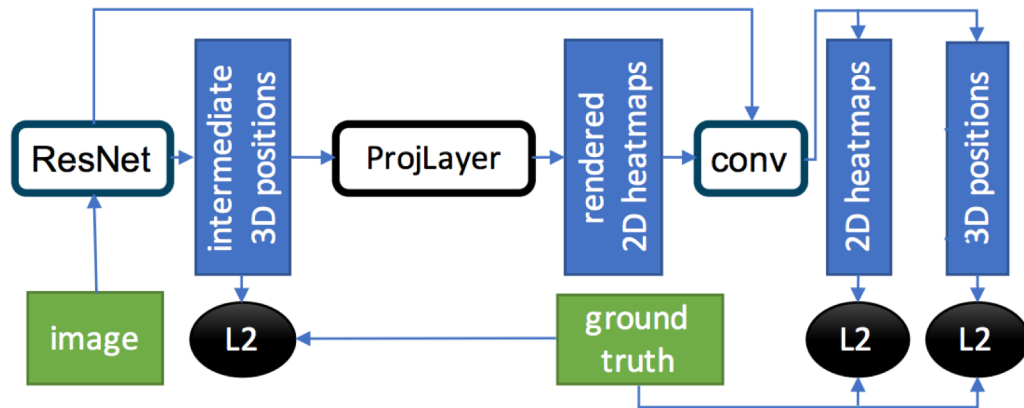 ResNet
intermediate
3D positions
ProjLayer
rendered
2D heatmaps
conv
2D heatmaps
3D positions
image
L2
ground
truth
L2
L2